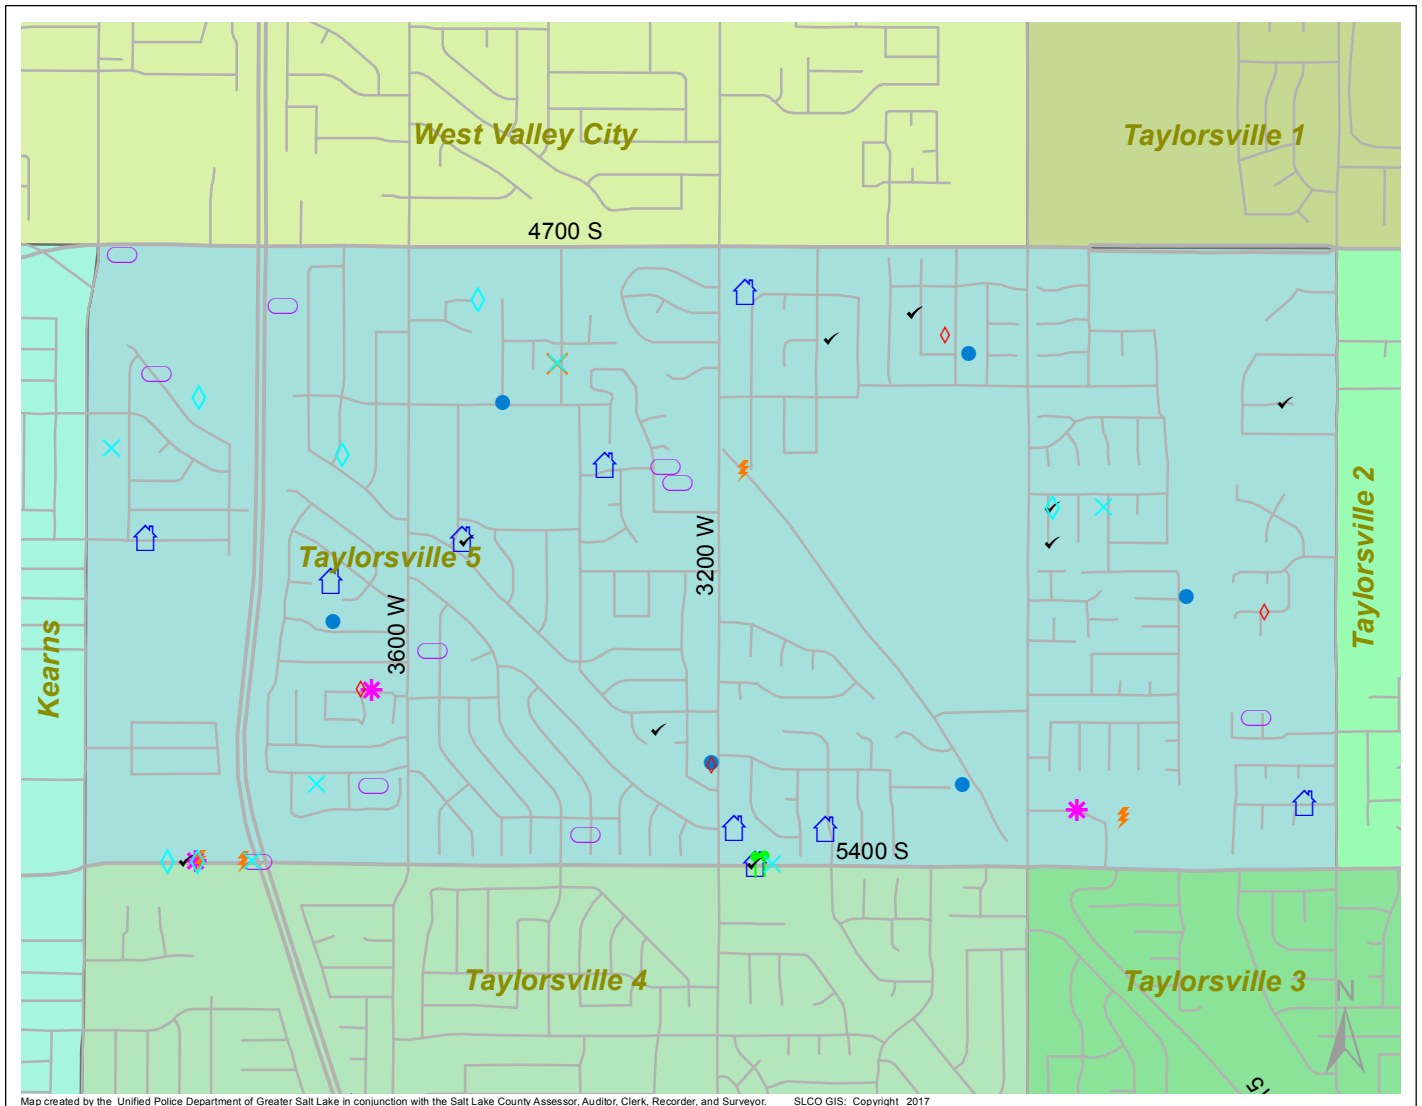 West Valley City
Taylorsville 1
4700 S
Taylorsville 2
3200 W
Taylorsville 5
3600 W
Kearns
5400 S
Taylorsville 4
Taylorsville 3
N
15
Map created by the Unified Police Department of Greater Salt Lake in conjunction with the Salt Lake County Assessor, Auditor, Clerk, Recorder, and Surveyor. SLCO GIS: Copyright 2017